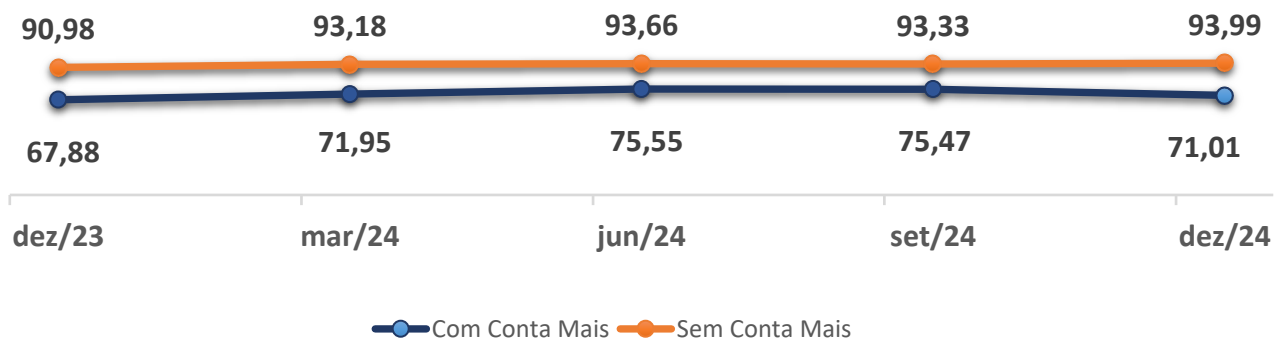 90,98 93,18 93,66 93,33 93,99
67,88 71,95 75,55 75,47 71,01
dez/23 mar/24 jun/24 set/24 dez/24
Com Conta Mais Sem Conta Mais